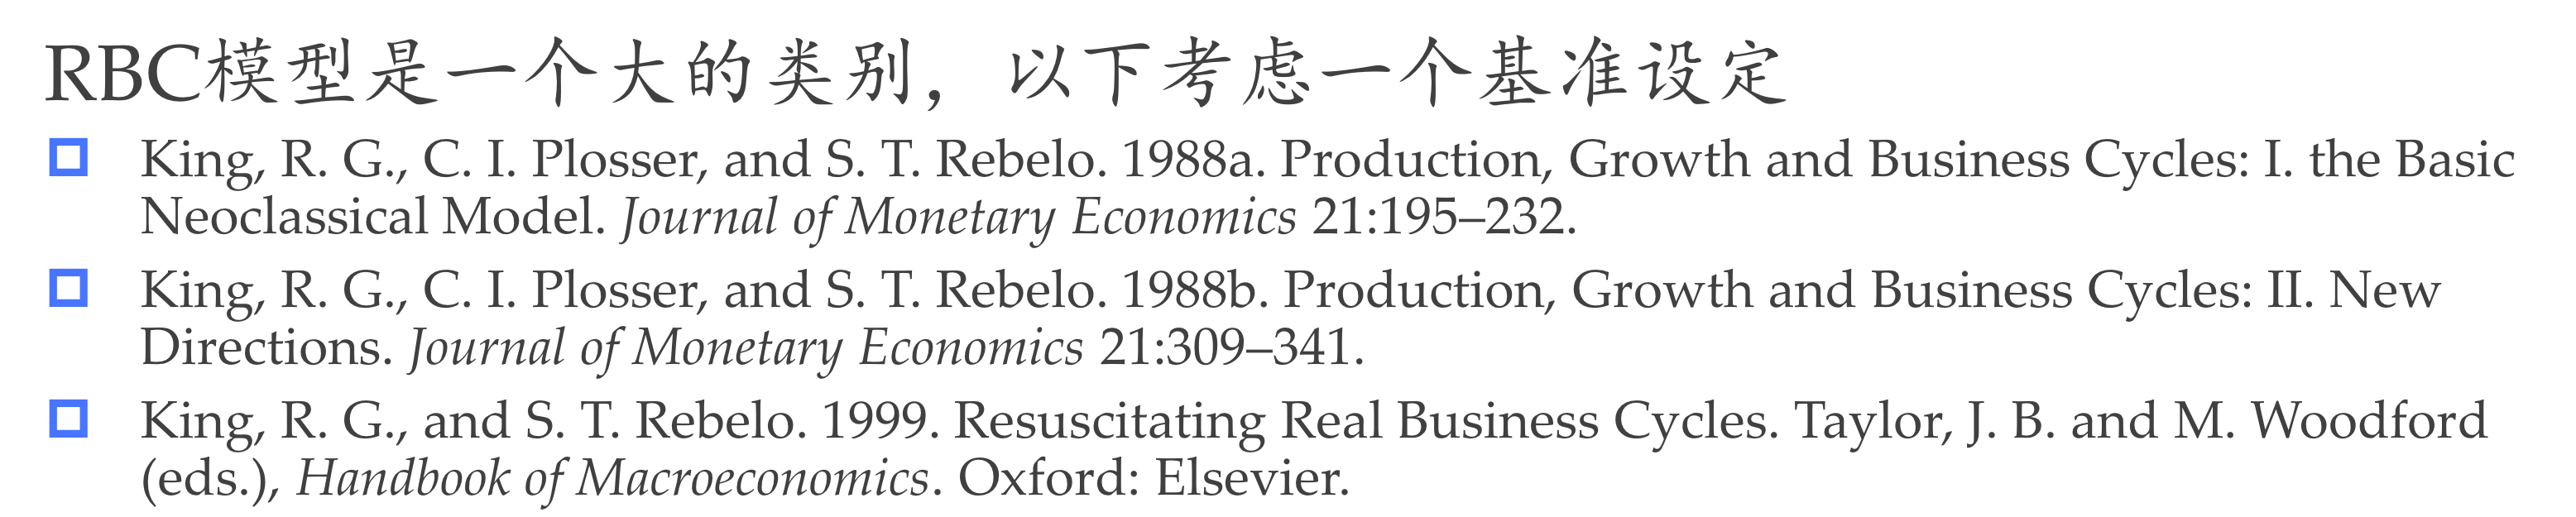 RBC模型是一个大的类别，以下考虑一个基准设定
King, R. G., C. I. Plosser, and S. T. Rebelo. 1988a. Production, Growth and Business Cycles: I. the Basic
Neoclassical Model. Journal of Monetary Economics 21:195–232.
King, R. G., C. I. Plosser, and S. T. Rebelo. 1988b. Production, Growth and Business Cycles: II. New
Directions. Journal of Monetary Economics 21:309–341.
King, R. G., and S. T. Rebelo. 1999. Resuscitating Real Business Cycles. Taylor, J. B. and M. Woodford
(eds.), Handbook of Macroeconomics. Oxford: Elsevier.